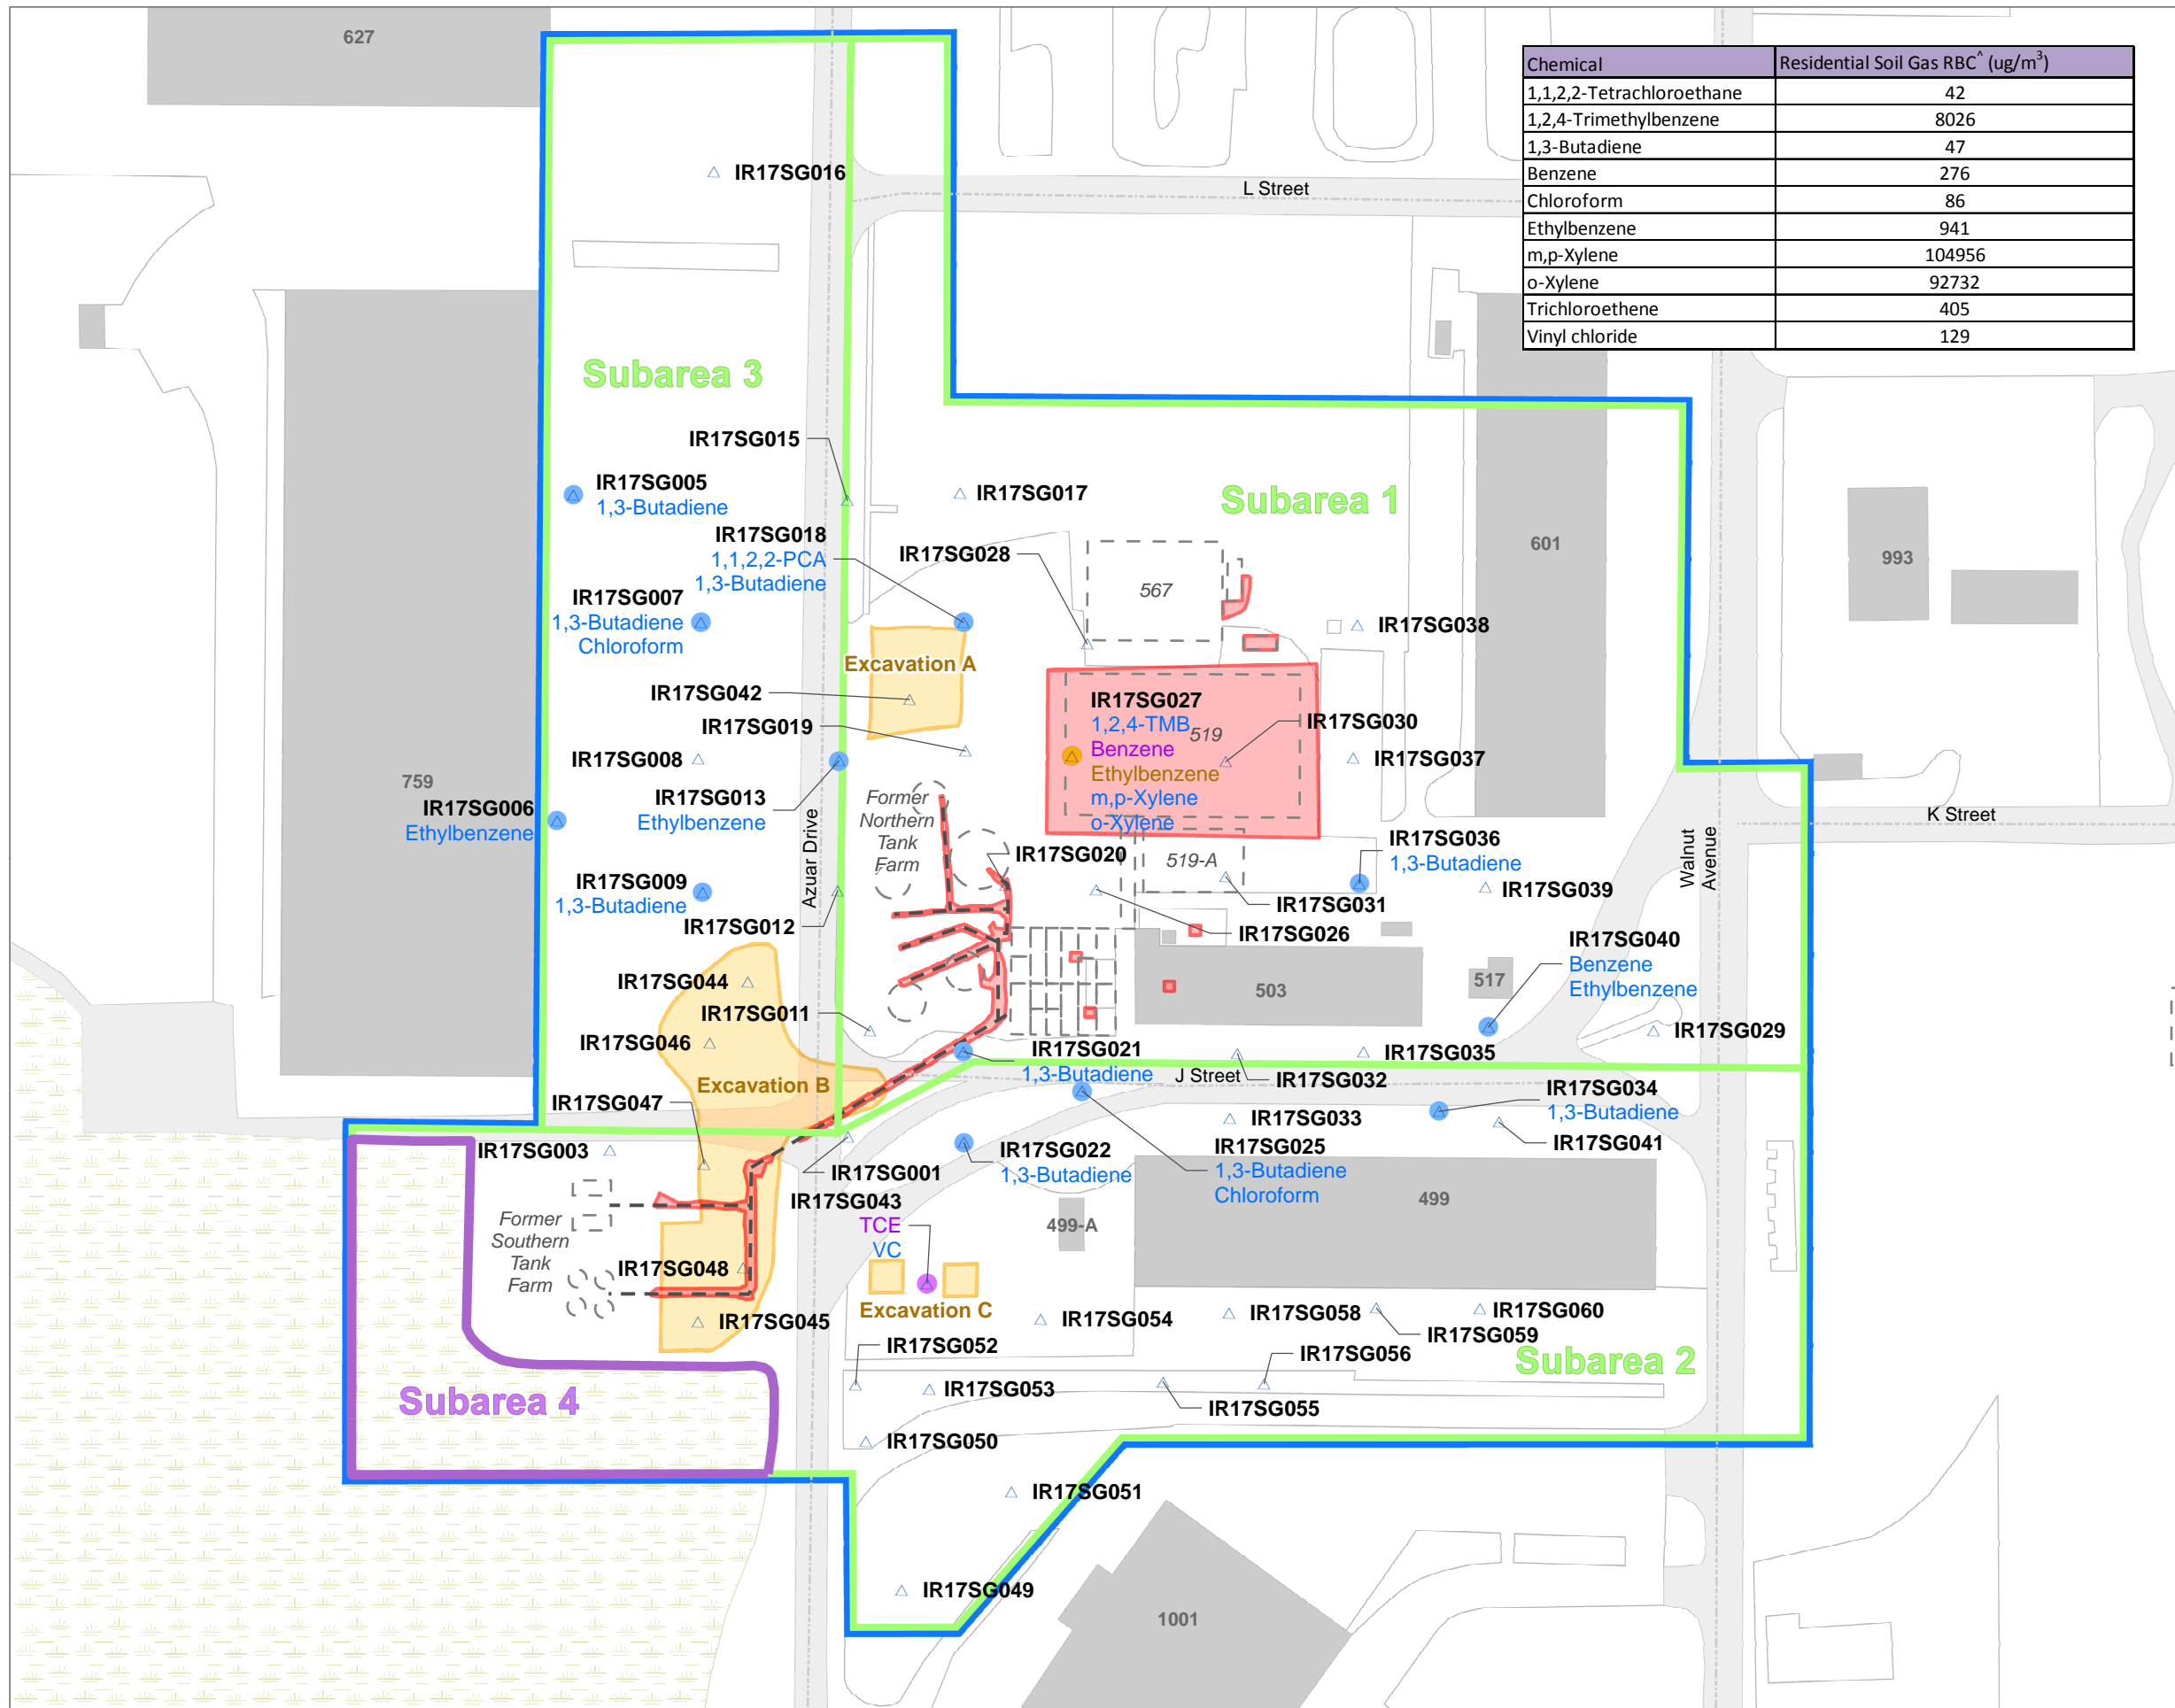 627
Chemical Residential Soil Gas RBC^ (ug/m3)
1,1,2,2-Tetrachloroethane 42
1,2,4-Trimethylbenzene 8026
1,3-Butadiene 47
Benzene 276
Chloroform 86
Ethylbenzene 941
m,p-Xylene 104956
o-Xylene 92732
Trichloroethene 405
Vinyl chloride 129
IR17SG016
L Street
Subarea 3
IR17SG015
IR17SG005
1,3-Butadiene
IR17SG017
Subarea 1
IR17SG018
1,1,2,2-PCA
1,3-Butadiene
IR17SG028
567
601
993
IR17SG007
1,3-Butadiene
Chloroform
IR17SG038
Excavation A
IR17SG042
IR17SG019
IR17SG027
1,2,4-TMB
Benzene
Ethylbenzene
m,p-Xylene
o-Xylene
519
IR17SG030
IR17SG008
IR17SG037
759
IR17SG006
Ethylbenzene
IR17SG013
Ethylbenzene
Azuar Drive
Former
Northern
Tank
Farm
K Street
Walnut
Avenue
IR17SG020
519-A
IR17SG036
1,3-Butadiene
IR17SG009
1,3-Butadiene
IR17SG012
IR17SG031
IR17SG039
IR17SG026
IR17SG040
Benzene
Ethylbenzene
IR17SG044
503
517
IR17SG011
IR17SG029
IR17SG046
IR17SG021
1,3-Butadiene
IR17SG035
Excavation B
J Street
IR17SG032
IR17SG047
IR17SG034
1,3-Butadiene
IR17SG033
IR17SG041
IR17SG003
IR17SG001
IR17SG022
1,3-Butadiene
IR17SG025
1,3-Butadiene
Chloroform
IR17SG043
TCE
VC
499-A
499
Former
Southern
Tank
Farm
IR17SG048
Excavation C
IR17SG045
IR17SG054
IR17SG058
IR17SG060
IR17SG059
IR17SG052
IR17SG056
Subarea 2
IR17SG053
Subarea 4
IR17SG055
IR17SG050
IR17SG051
IR17SG049
1001